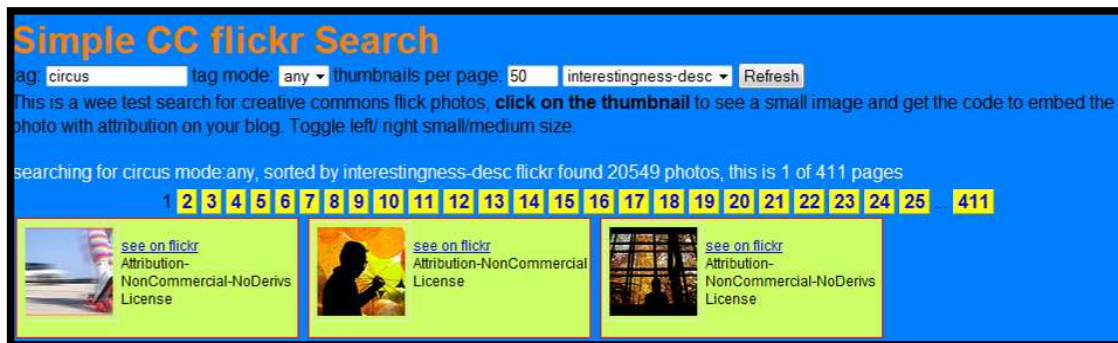 Simple CC flickr Search
tag: circus tag mode: any thumbnails per page: 50 interestingness-desc Refresh
This is a wee test search for creative commons flick photos, click on the thumbnail to see a small image and get the code to embed the
photo with attribution on your blog. Toggle left/ right small/medium size.
searching for circus mode:any, sorted by interestingness-desc flickr found 20549 photos, this is 1 of 411 pages
1 2 3 4 5 6 7 8 9 10 11 12 13 14 15 16 17 18 19 20 21 22 23 24 25 ... 411
see on flickr
Attribution-
NonCommercial-NoDerivs
License
see on flickr
Attribution-NonCommercial
License
see on flickr
Attribution-
NonCommercial-NoDerivs
License